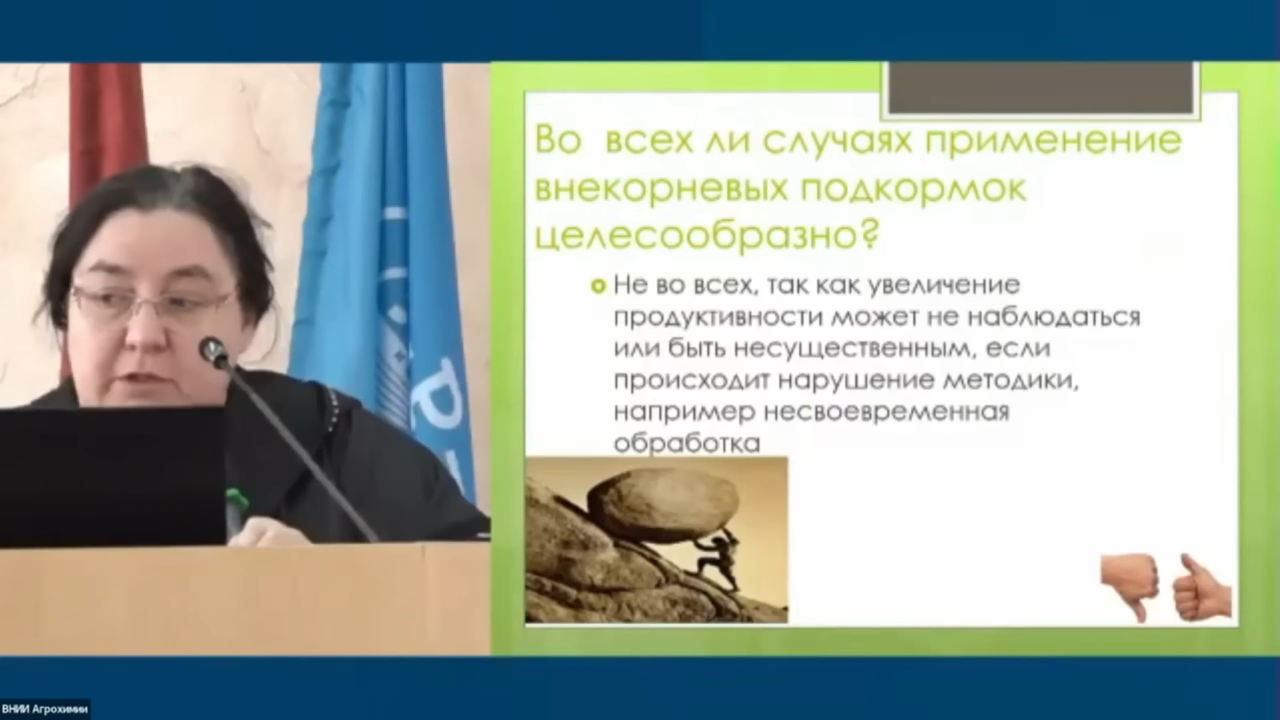 Во всех ли случаях применение
внекорневых подкормок
целесообразно?
Не во всех, так как увеличение
продуктивности может не наблюдаться
или быть несущественным, если
происходит нарушение методики,
например несвоевременная
обработка
ВНИИ Агрохимии